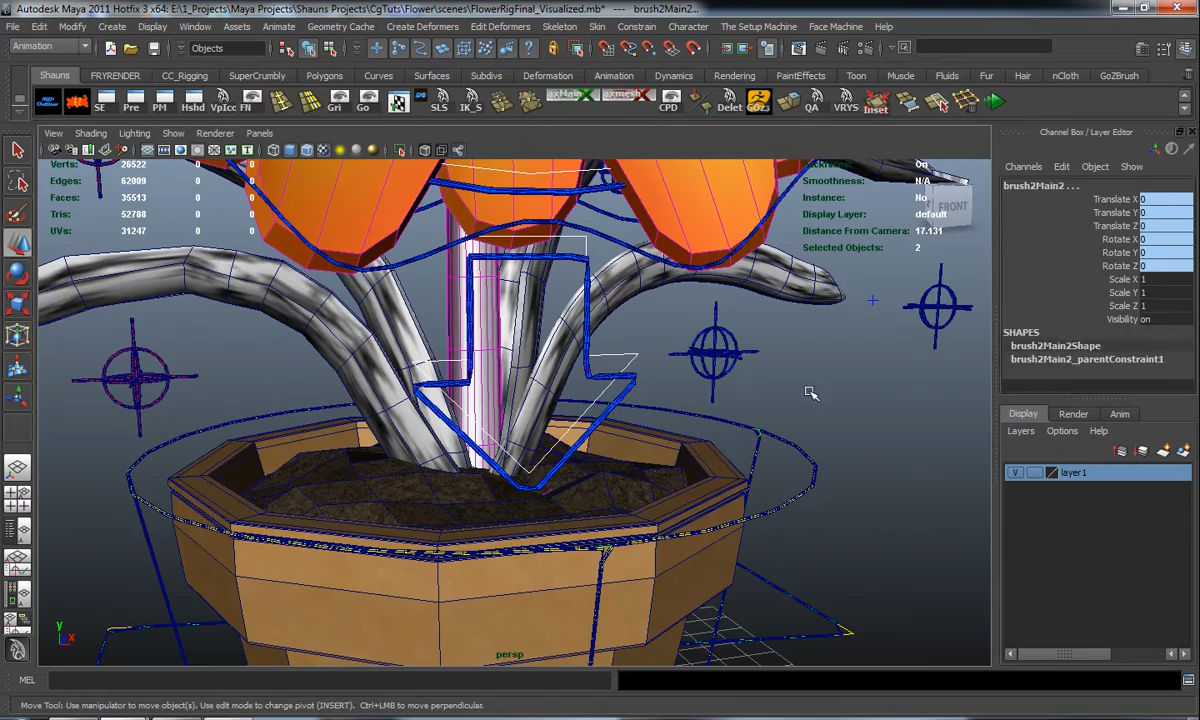 Autodesk Maya 2011 Hotfix 3 x64: E:\1_Projects\Maya Projects\Shauns Projects\CgTuts\Flower\scenes\FlowerRigFinal_Visualized.mb* --- brush2Main2...
File Edit Modify Create Display Window Assets Animate Geometry Cache Create Deformers Edit Deformers Skeleton Skin Constrain Character The Setup Machine Face Machine Help
Animation Objects
Shauns FRYRENDER CC_Rigging SuperCrumbly Polygons Curves Surfaces Subdivs Deformation Animation Dynamics Rendering PaintEffects Toon Muscle Fluids Fur Hair nCloth GoZBrush
SE Pre PM Hshd VpIcc FN Gri Go SLS IK_S axMain axmesh CPD Delet GOZ3 QA VRYS Inset
View Shading Lighting Show Renderer Panels
Verts: 26522 0 0
Edges: 62009 0 0
Faces: 35513 0 0
Tris: 52788 0 0
UVs: 31247 0 0
Smoothness: N/A
Instance: No
Display Layer: default
Distance From Camera: 17.131
Selected Objects: 2
FRONT
persp
y
x
Channel Box / Layer Editor
Channels Edit Object Show
brush2Main2 . . .
Translate X 0
Translate Y 0
Translate Z 0
Rotate X 0
Rotate Y 0
Rotate Z 0
Scale X 1
Scale Y 1
Scale Z 1
Visibility on
SHAPES
brush2Main2Shape
brush2Main2_parentConstraint1
Display Render Anim
Layers Options Help
V layer1
MEL
Move Tool: Use manipulator to move object(s). Use edit mode to change pivot (INSERT). Ctrl+LMB to move perpendicular.